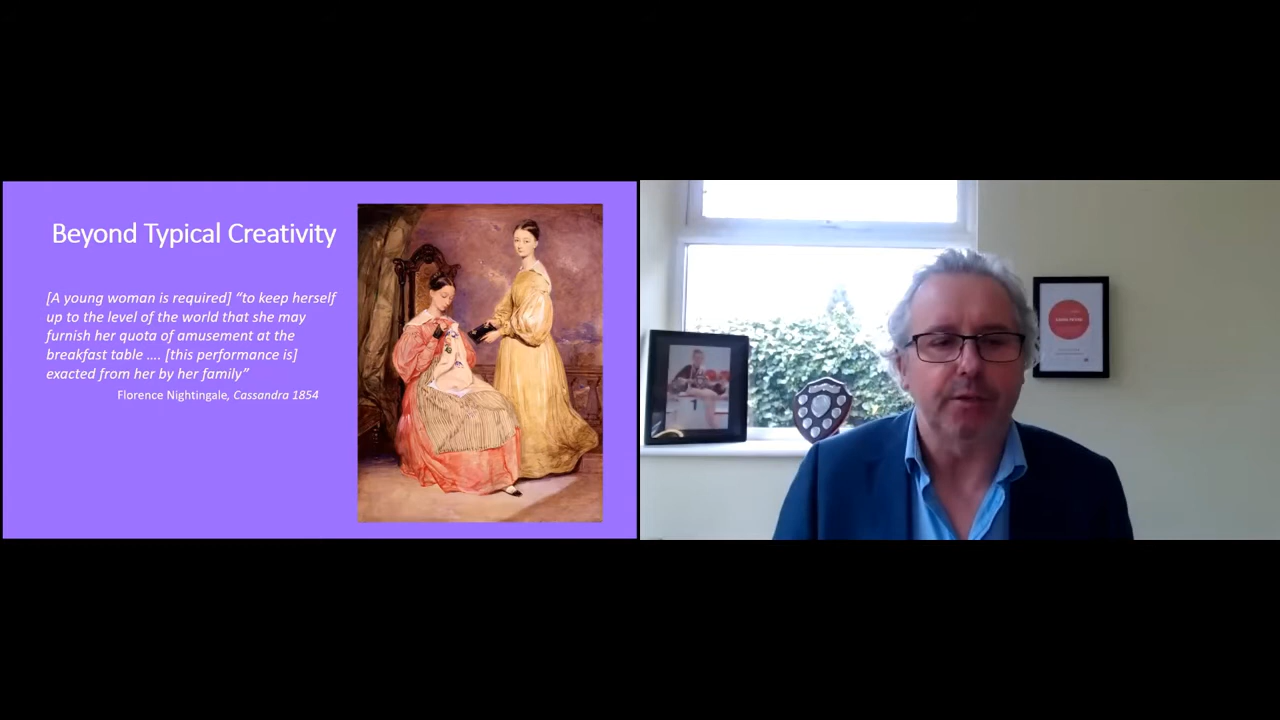 Beyond Typical Creativity
[A young woman is required] “to keep herself
up to the level of the world that she may
furnish her quota of amusement at the
breakfast table .... [this performance is]
exacted from her by her family”
Florence Nightingale, Cassandra 1854